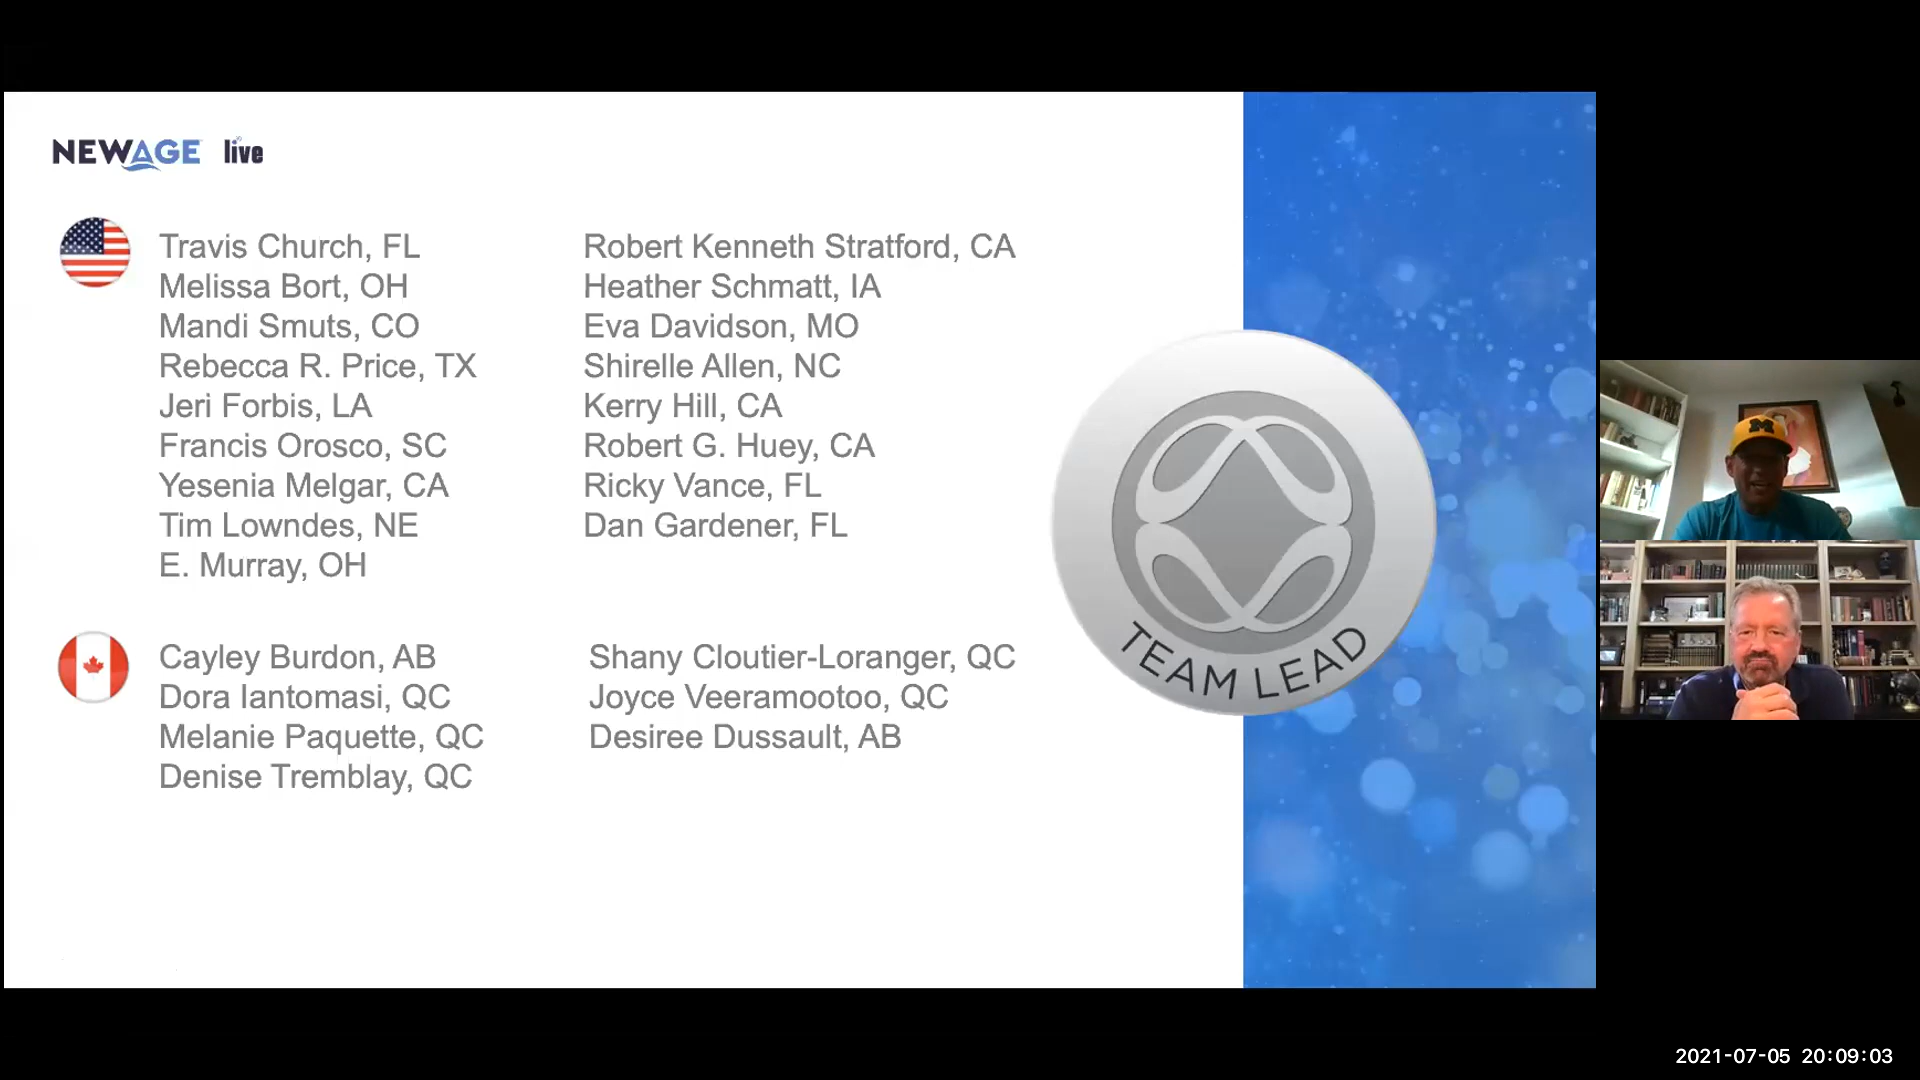 NEWAGE live
Travis Church, FL
Melissa Bort, OH
Mandi Smuts, CO
Rebecca R. Price, TX
Jeri Forbis, LA
Francis Orosco, SC
Yesenia Melgar, CA
Tim Lowndes, NE
E. Murray, OH
Robert Kenneth Stratford, CA
Heather Schmatt, IA
Eva Davidson, MO
Shirelle Allen, NC
Kerry Hill, CA
Robert G. Huey, CA
Ricky Vance, FL
Dan Gardener, FL
Cayley Burdon, AB
Dora Iantomasi, QC
Melanie Paquette, QC
Denise Tremblay, QC
Shany Cloutier-Loranger, QC
Joyce Veeramootoo, QC
Desiree Dussault, AB
TEAM LEAD
M
2021-07-05 20:09:03